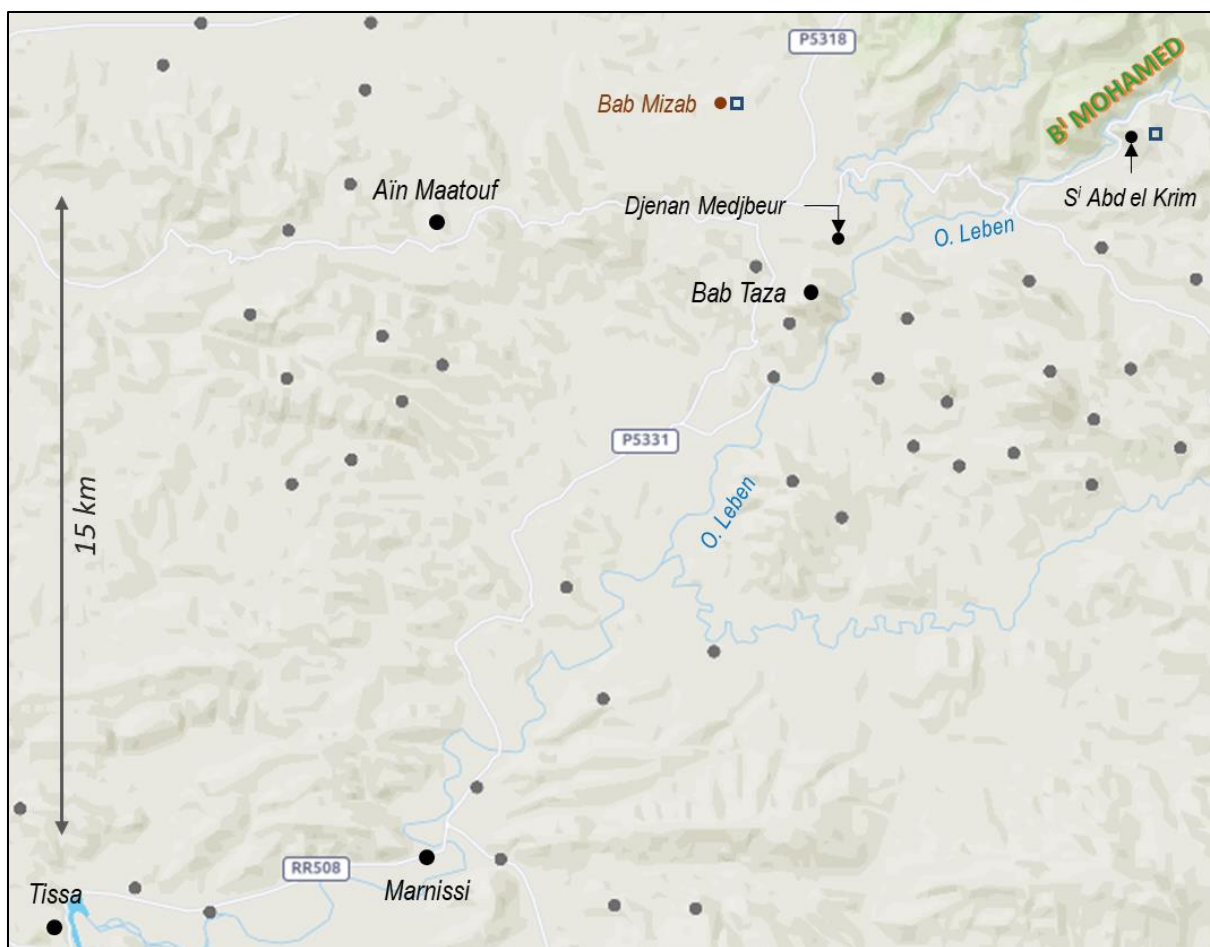 P5318
Bab Mizab
Bⁱ MOHAMED
Aïn Maatouf
Djenan Medjbeur
Sⁱ Abd el Krim
O. Leben
Bab Taza
P5331
15 km
O. Leben
RR508
Tissa
Marnissi